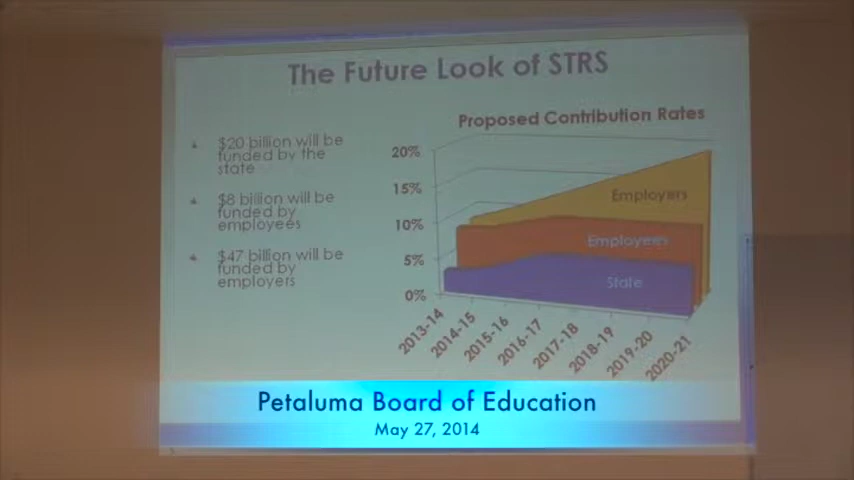 The Future Look of STRS
$20 billion will be
funded by the
state
$8 billion will be
funded by
employees
$47 billion will be
funded by
employers
Proposed Contribution Rates
20%
15%
10%
5%
0%
Employers
Employees
State
2013-14
2014-15
2015-16
2016-17
2017-18
2018-19
2019-20
2020-21
Petaluma Board of Education
May 27, 2014